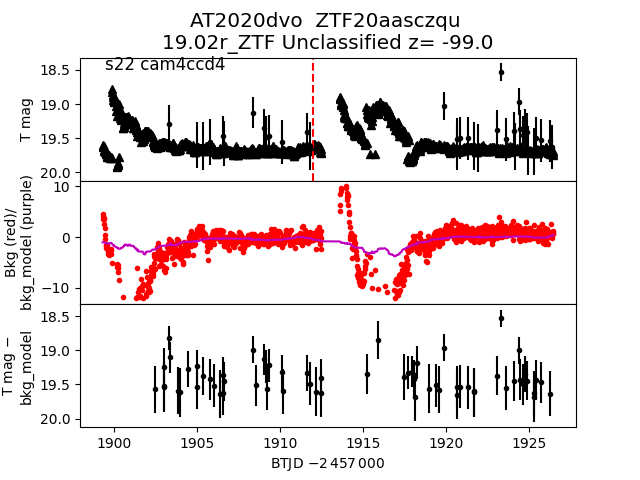 AT2020dvo  ZTF20aasczqu
19.02r_ZTF Unclassified z= -99.0
s22 cam4ccd4
18.5
19.0
19.5
20.0
T mag
10
0
−10
Bkg (red)/
bkg_model (purple)
18.5
19.0
19.5
20.0
T mag −
bkg_model
1900 1905 1910 1915 1920 1925
BTJD −2 457 000